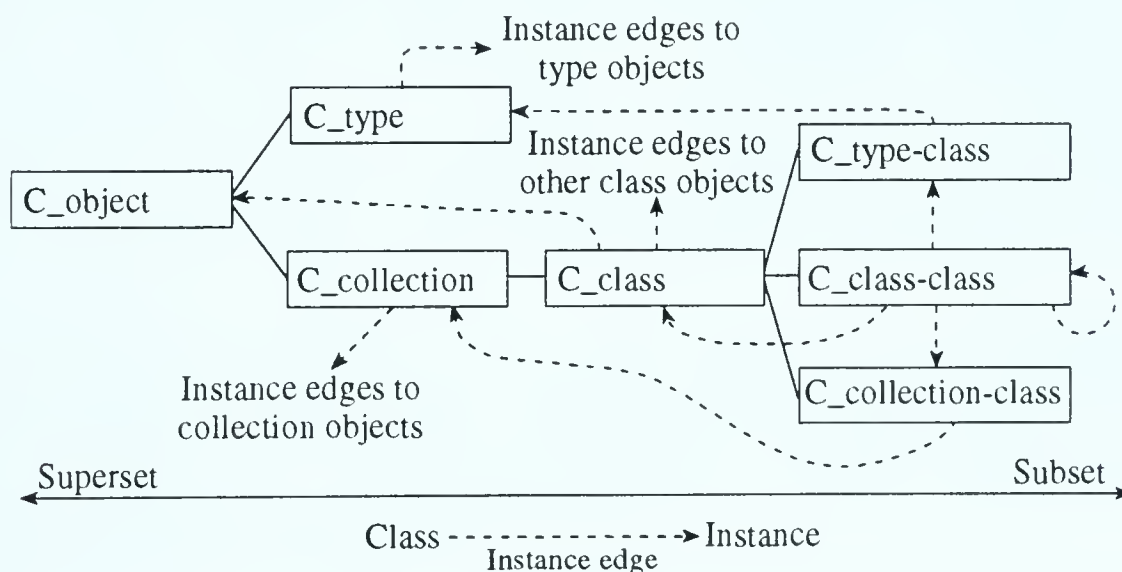 Instance edges to
type objects
C_type
Instance edges to
other class objects
C_type-class
C_object
C_collection
C_class
C_class-class
Instance edges to
collection objects
C_collection-class
Superset
Subset
Class
Instance
Instance edge